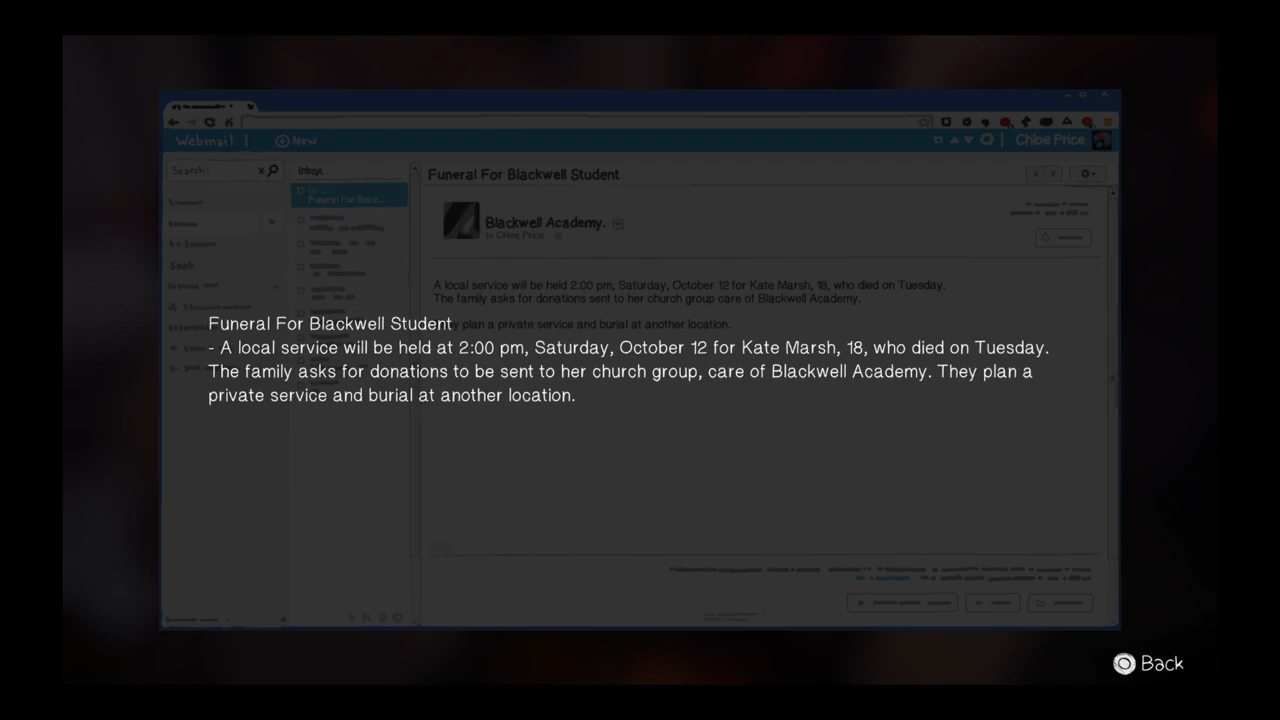 Webmail | New
Chloe Price
Search: x
Inbox
Funeral For Black...
Funeral For Blackwell Student
Blackwell Academy.
to Chloe Price
Sent
A local service will be held 2:00 pm, Saturday, October 12 for Kate Marsh, 18, who died on Tuesday.
The family asks for donations sent to her church group care of Blackwell Academy.
plan a private service and burial at another location.
Funeral For Blackwell Student
- A local service will be held at 2:00 pm, Saturday, October 12 for Kate Marsh, 18, who died on Tuesday.
The family asks for donations to be sent to her church group, care of Blackwell Academy. They plan a
private service and burial at another location.
Back